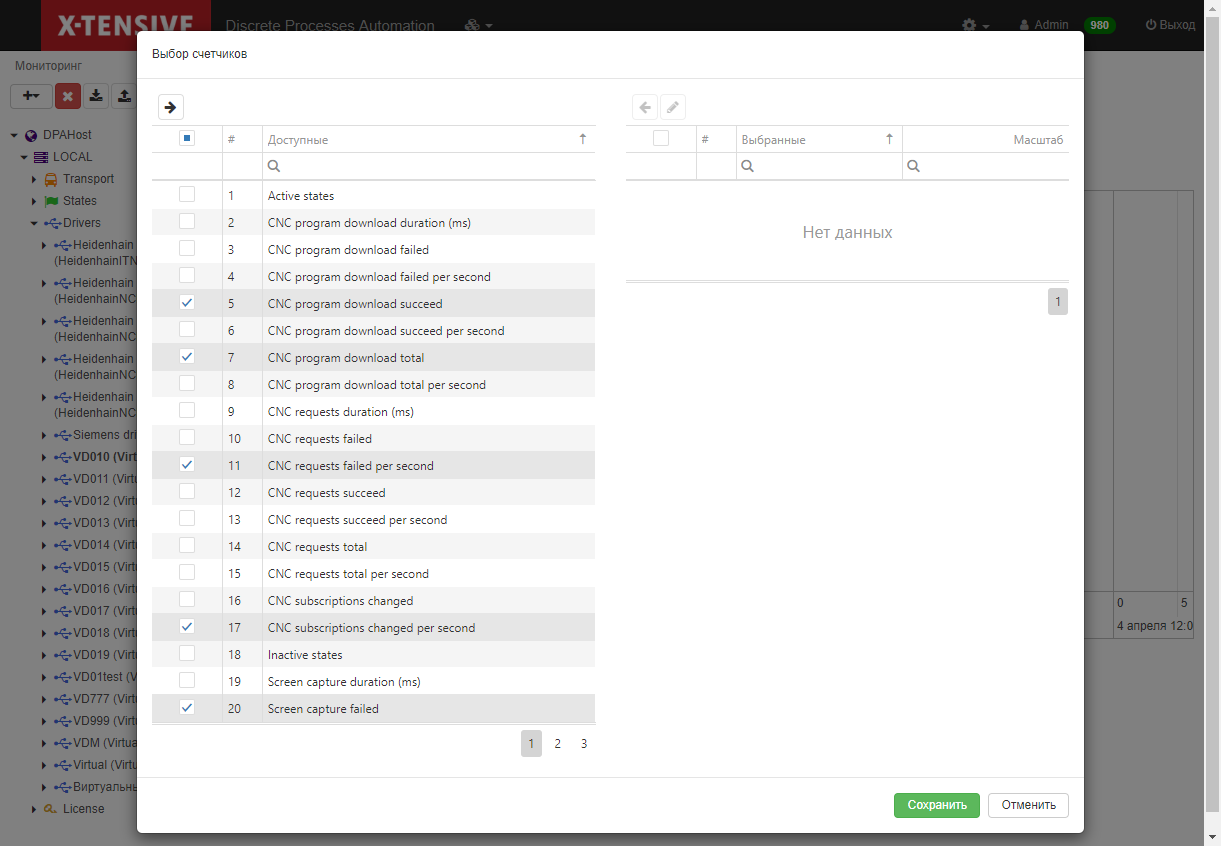 X-TENSIVE Discrete Processes Automation Admin 980 Выход
Мониторинг
DPAHost
LOCAL
Transport
States
Drivers
Heidenhain
(HeidenhainITN
Heidenhain
(HeidenhainNC
Heidenhain
(HeidenhainNC
Heidenhain
(HeidenhainNC
Heidenhain
(HeidenhainNC
Siemens dri
VD010 (Virt
VD011 (Virtu
VD012 (Virtu
VD013 (Virtu
VD014 (Virtu
VD015 (Virtu
VD016 (Virtu
VD017 (Virtu
VD018 (Virtu
VD019 (Virtu
VD01test (V
VD777 (Virtu
VD999 (Virtu
VDM (Virtua
Virtual (Virtu
Виртуальн
License
Выбор счетчиков
# Доступные
1 Active states
2 CNC program download duration (ms)
3 CNC program download failed
4 CNC program download failed per second
5 CNC program download succeed
6 CNC program download succeed per second
7 CNC program download total
8 CNC program download total per second
9 CNC requests duration (ms)
10 CNC requests failed
11 CNC requests failed per second
12 CNC requests succeed
13 CNC requests succeed per second
14 CNC requests total
15 CNC requests total per second
16 CNC subscriptions changed
17 CNC subscriptions changed per second
18 Inactive states
19 Screen capture duration (ms)
20 Screen capture failed
1 2 3
# Выбранные Масштаб
Нет данных
1
0 5
4 апреля 12:0
Сохранить Отменить